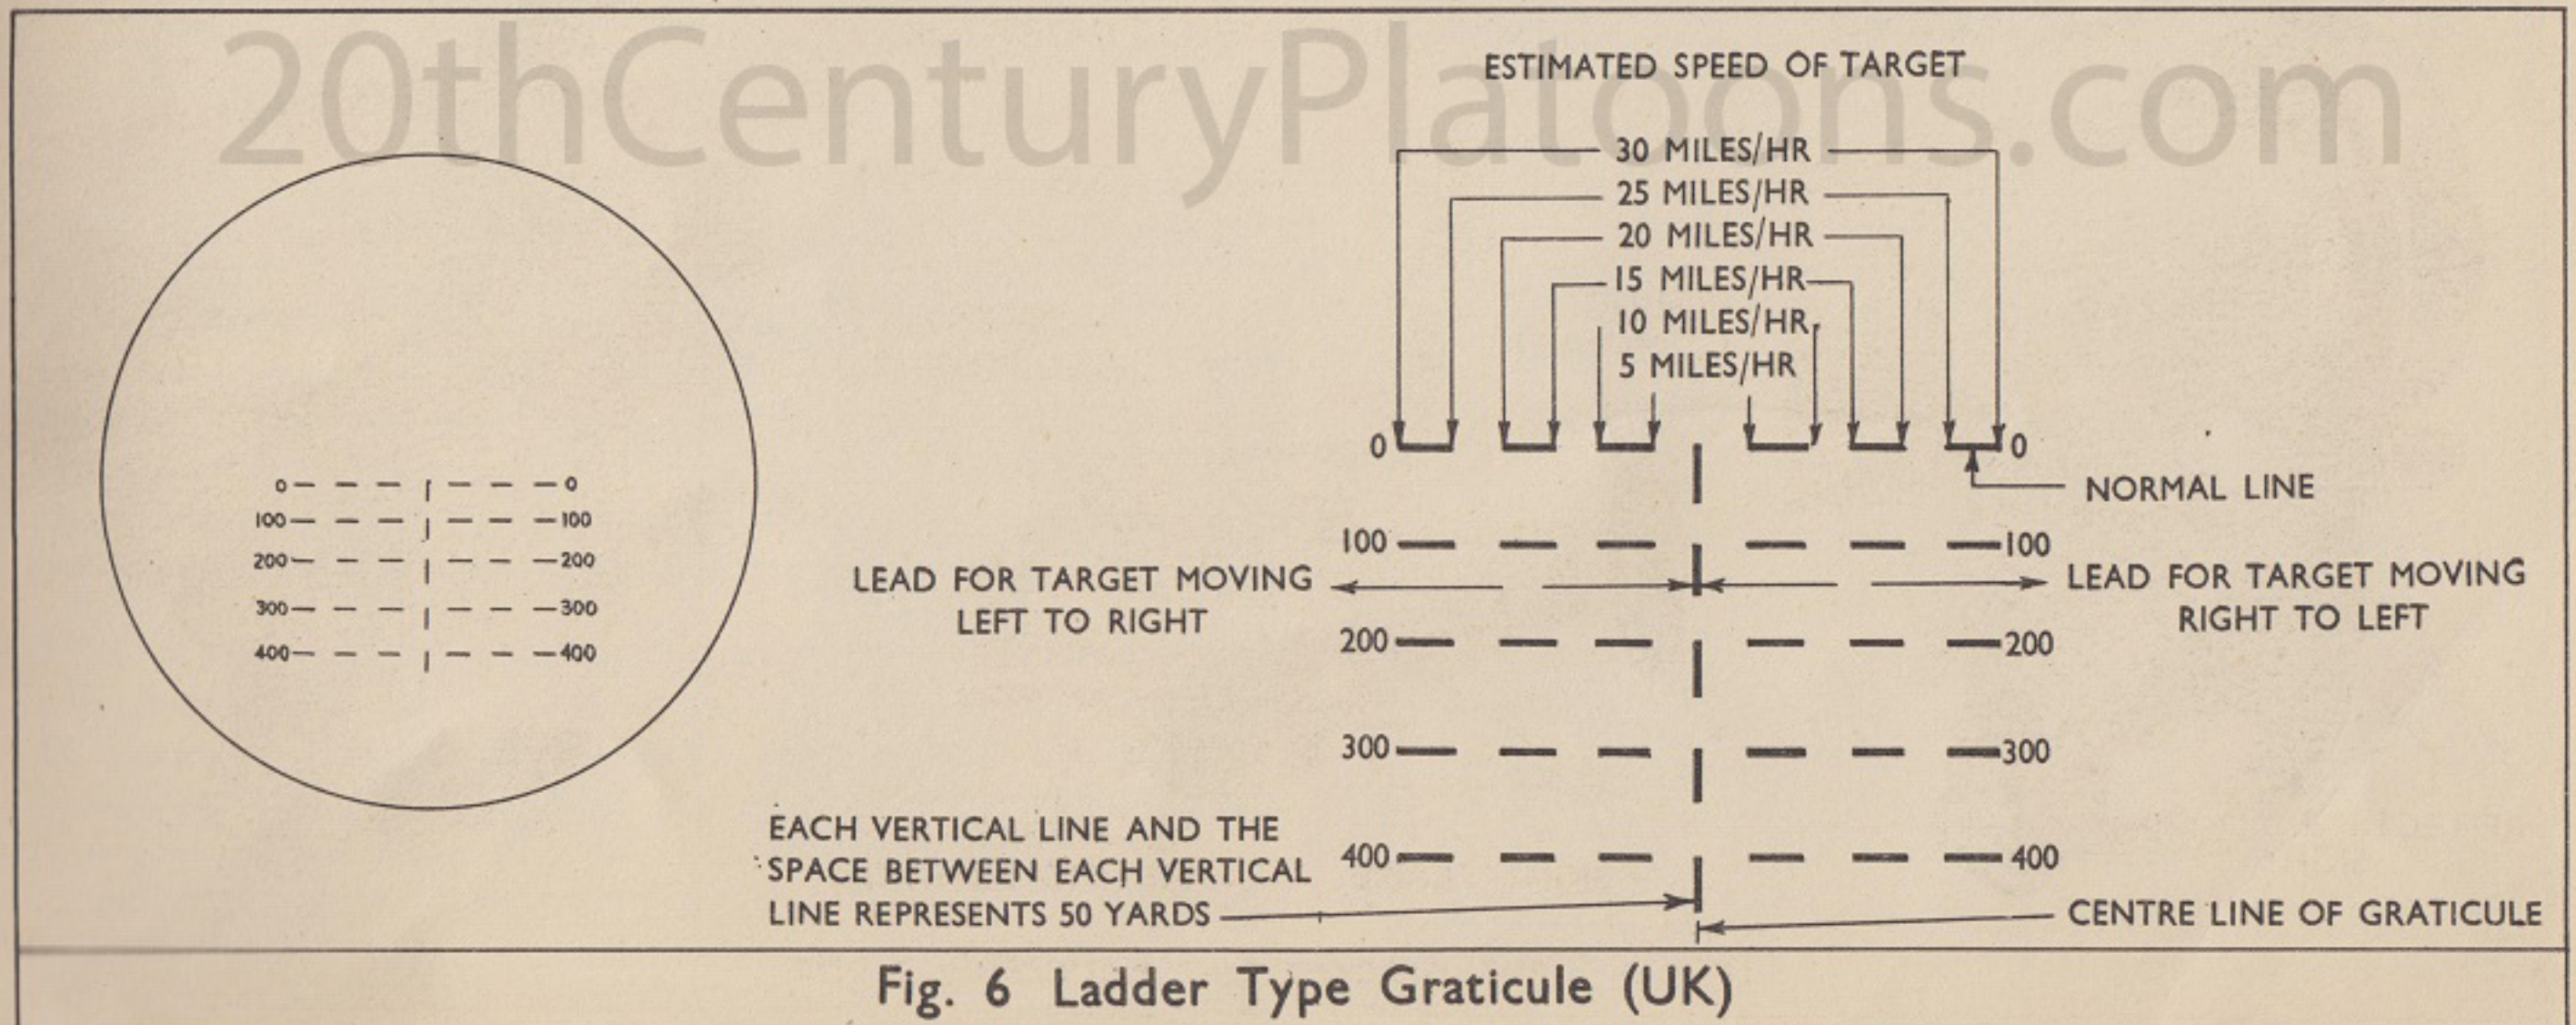 20thCenturyPlatoons.com
ESTIMATED SPEED OF TARGET
30 MILES/HR
25 MILES/HR
20 MILES/HR
15 MILES/HR
10 MILES/HR
5 MILES/HR
0 0
NORMAL LINE
100 100
LEAD FOR TARGET MOVING
LEFT TO RIGHT
LEAD FOR TARGET MOVING
RIGHT TO LEFT
200 200
300 300
400 400
EACH VERTICAL LINE AND THE
SPACE BETWEEN EACH VERTICAL
LINE REPRESENTS 50 YARDS
CENTRE LINE OF GRATICULE
0 0
100 100
200 200
300 300
400 400
Fig. 6 Ladder Type Graticule (UK)